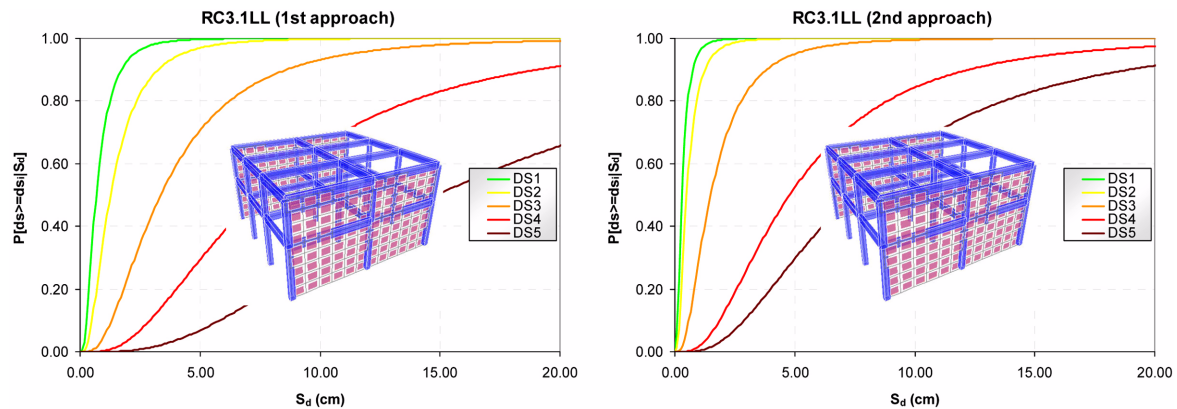 RC3.1LL (1st approach)
1.00
0.80
0.60
0.40
0.20
0.00
P[ds>=ds|Sd]
0.00 5.00 10.00 15.00 20.00
Sd (cm)
DS1
DS2
DS3
DS4
DS5
RC3.1LL (2nd approach)
1.00
0.80
0.60
0.40
0.20
0.00
P[ds>=ds|Sd]
0.00 5.00 10.00 15.00 20.00
Sd (cm)
DS1
DS2
DS3
DS4
DS5